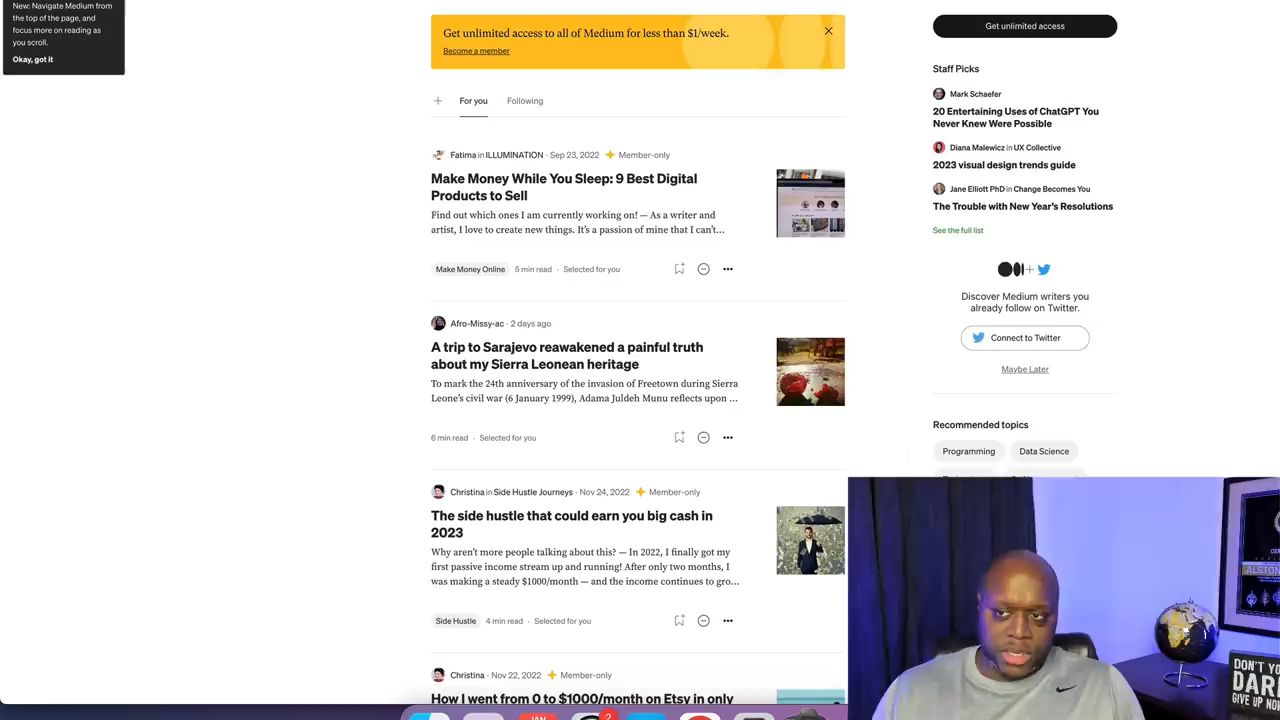 New: Navigate Medium from
the top of the page, and
focus more on reading as
you scroll.
Okay, got it
Get unlimited access to all of Medium for less than $1/week.
Become a member
For you
Following
Fatima in ILLUMINATION · Sep 23, 2022 Member-only
Make Money While You Sleep: 9 Best Digital
Products to Sell
Find out which ones I am currently working on! — As a writer and
artist, I love to create new things. It's a passion of mine that I can't…
Make Money Online 5 min read · Selected for you
Afro-Missy-ac · 2 days ago
A trip to Sarajevo reawakened a painful truth
about my Sierra Leonean heritage
To mark the 24th anniversary of the invasion of Freetown during Sierra
Leone's civil war (6 January 1999), Adama Juldeh Munu reflects upon …
6 min read · Selected for you
Christina in Side Hustle Journeys · Nov 24, 2022 Member-only
The side hustle that could earn you big cash in
2023
Why aren't more people talking about this? — In 2022, I finally got my
first passive income stream up and running! After only two months, I
was making a steady $1000/month — and the income continues to gro…
Side Hustle 4 min read · Selected for you
Christina · Nov 22, 2022 Member-only
How I went from 0 to $1000/month on Etsy in only
Get unlimited access
Staff Picks
Mark Schaefer
20 Entertaining Uses of ChatGPT You
Never Knew Were Possible
Diana Malewicz in UX Collective
2023 visual design trends guide
Jane Elliott PhD in Change Becomes You
The Trouble with New Year's Resolutions
See the full list
Discover Medium writers you
already follow on Twitter.
Connect to Twitter
Maybe Later
Recommended topics
Programming
Data Science
ALSTON
DON'T YO
DARE
GIVE UP NOW
JAN
2